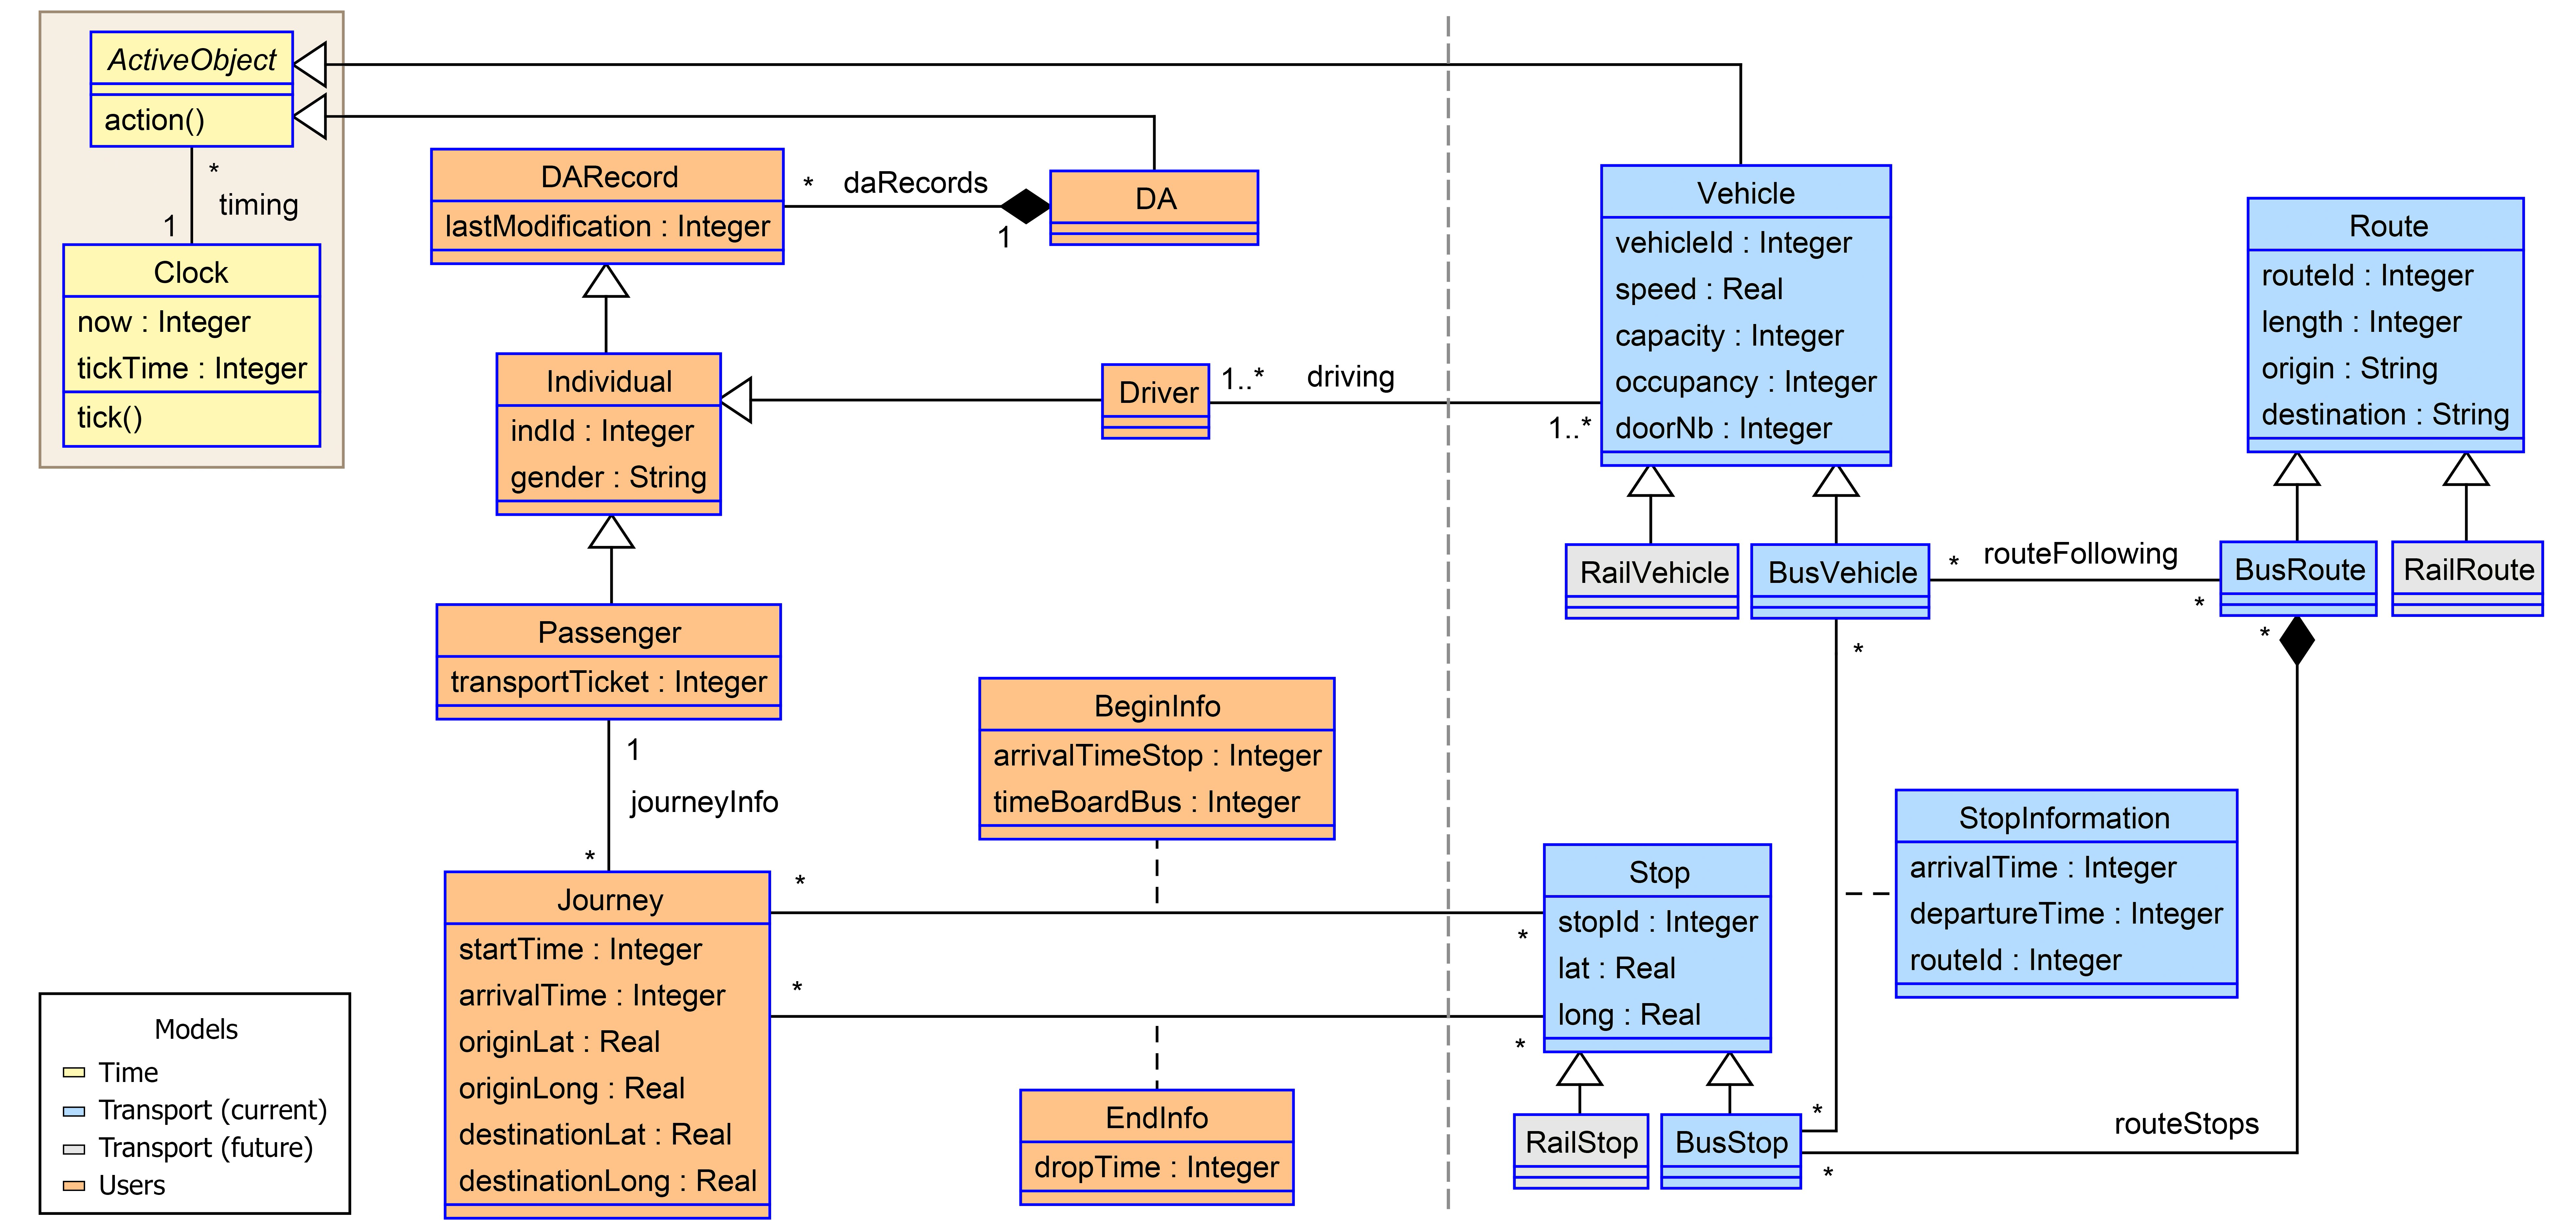 ActiveObject
action()
*
timing
1
Clock
now : Integer
tickTime : Integer
tick()
DARecord
lastModification : Integer
*
daRecords
1
DA
Individual
indId : Integer
gender : String
Driver
1..*
driving
1..*
Vehicle
vehicleId : Integer
speed : Real
capacity : Integer
occupancy : Integer
doorNb : Integer
Route
routeId : Integer
length : Integer
origin : String
destination : String
RailVehicle
BusVehicle
*
routeFollowing
*
BusRoute
RailRoute
*
*
Passenger
transportTicket : Integer
1
journeyInfo
*
BeginInfo
arrivalTimeStop : Integer
timeBoardBus : Integer
Journey
startTime : Integer
arrivalTime : Integer
originLat : Real
originLong : Real
destinationLat : Real
destinationLong : Real
*
*
*
*
EndInfo
dropTime : Integer
Stop
stopId : Integer
lat : Real
long : Real
StopInformation
arrivalTime : Integer
departureTime : Integer
routeId : Integer
RailStop
BusStop
*
*
routeStops
Models
Time
Transport (current)
Transport (future)
Users